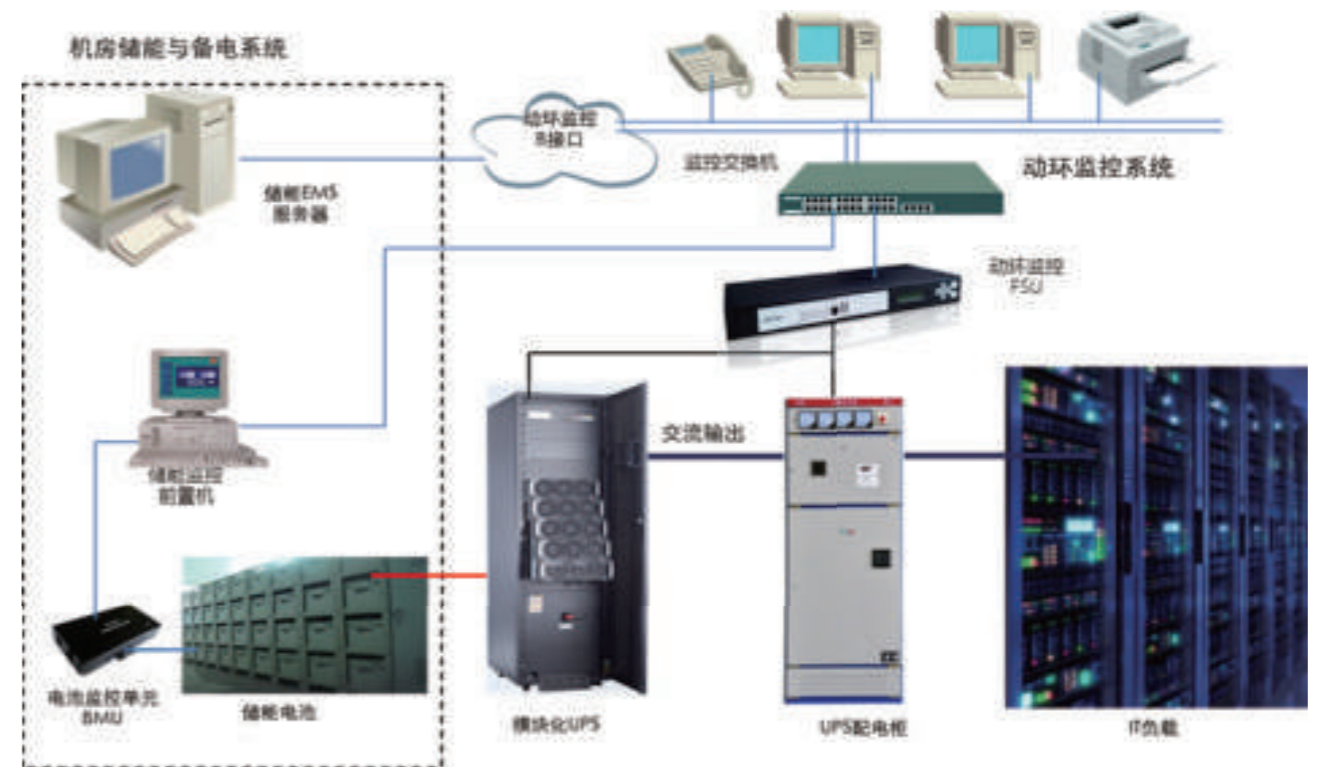 机房储能与备电系统
动环监控
B接口
监控交换机
动环监控系统
储能EMS
服务器
动环监控
FSU
交流输出
储能监控
前置机
电池监控单元
BMU
储能电池
模块化UPS
UPS配电柜
IT负载